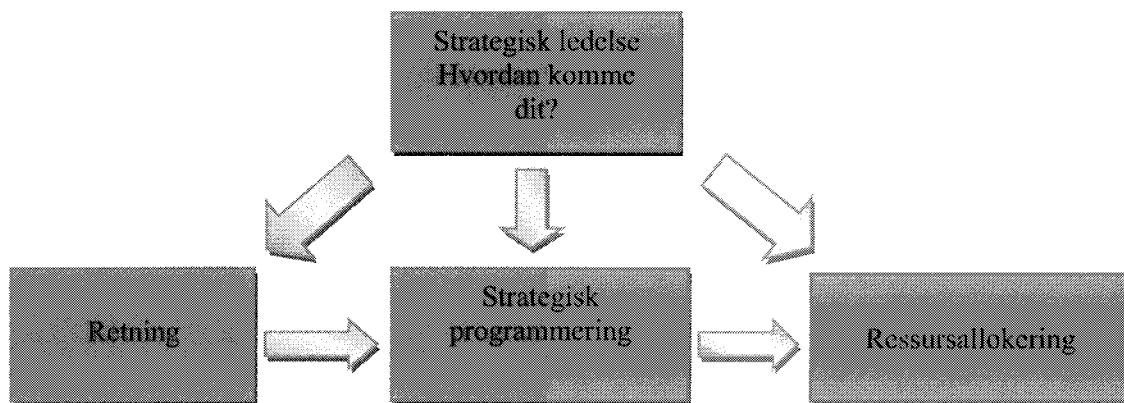 Strategisk ledelse
Hvordan komme
dit?
Retning
Strategisk
programmering
Ressursallokering